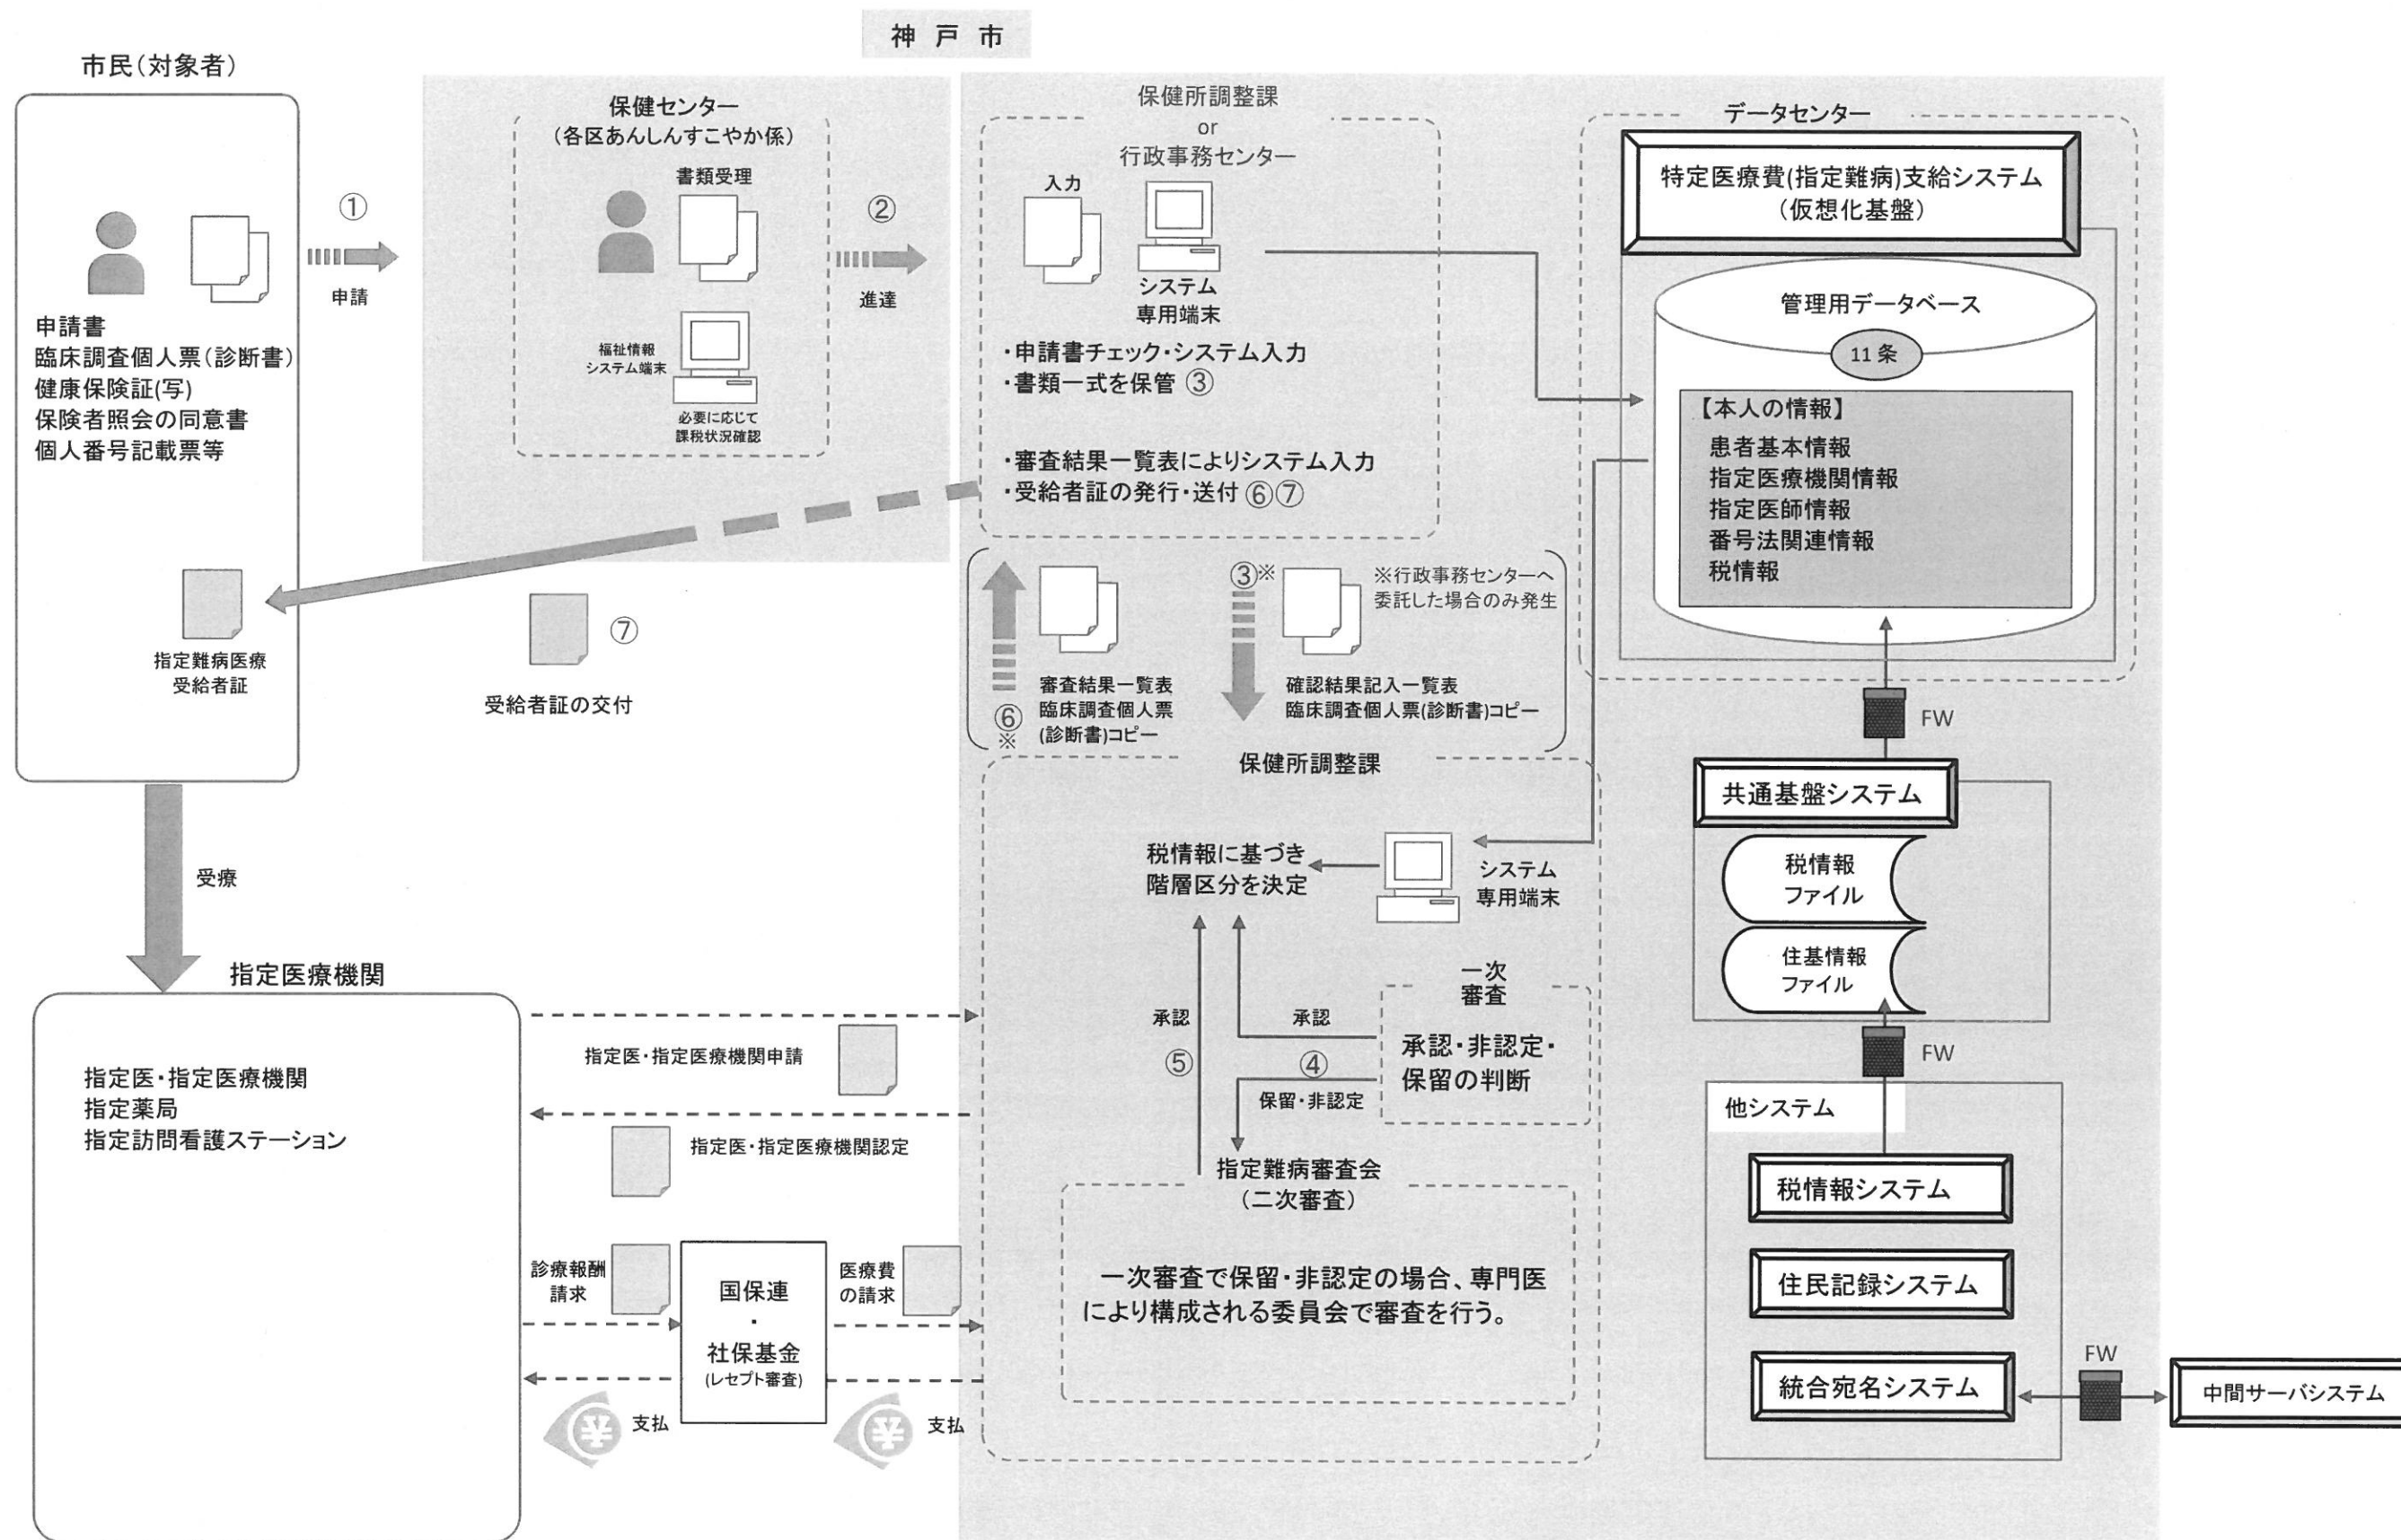 神 戸 市
市民(対象者)
①
申請
申請書
臨床調査個人票(診断書)
健康保険証(写)
保険者照会の同意書
個人番号記載票等
指定難病医療
受給者証
保健センター
(各区あんしんすこやか係)
書類受理
福祉情報
システム端末
必要に応じて
課税状況確認
②
進達
⑦
受給者証の交付
保健所調整課
or
行政事務センター
入力
システム
専用端末
・申請書チェック・システム入力
・書類一式を保管 ③
・審査結果一覧表によりシステム入力
・受給者証の発行・送付 ⑥⑦
⑥
※
審査結果一覧表
臨床調査個人票
(診断書)コピー
③※
※行政事務センターへ
委託した場合のみ発生
確認結果記入一覧表
臨床調査個人票(診断書)コピー
データセンター
特定医療費(指定難病)支給システム
(仮想化基盤)
管理用データベース
11 条
【本人の情報】
患者基本情報
指定医療機関情報
指定医師情報
番号法関連情報
税情報
FW
共通基盤システム
税情報
ファイル
住基情報
ファイル
FW
他システム
税情報システム
住民記録システム
統合宛名システム
FW
中間サーバシステム
保健所調整課
税情報に基づき
階層区分を決定
システム
専用端末
一次
審査
承認・非認定・
保留の判断
承認
⑤
承認
④
保留・非認定
指定難病審査会
(二次審査)
一次審査で保留・非認定の場合、専門医
により構成される委員会で審査を行う。
受療
指定医療機関
指定医・指定医療機関
指定薬局
指定訪問看護ステーション
指定医・指定医療機関申請
指定医・指定医療機関認定
診療報酬
請求
国保連
・
社保基金
(レセプト審査)
医療費
の請求
¥
支払
¥
支払